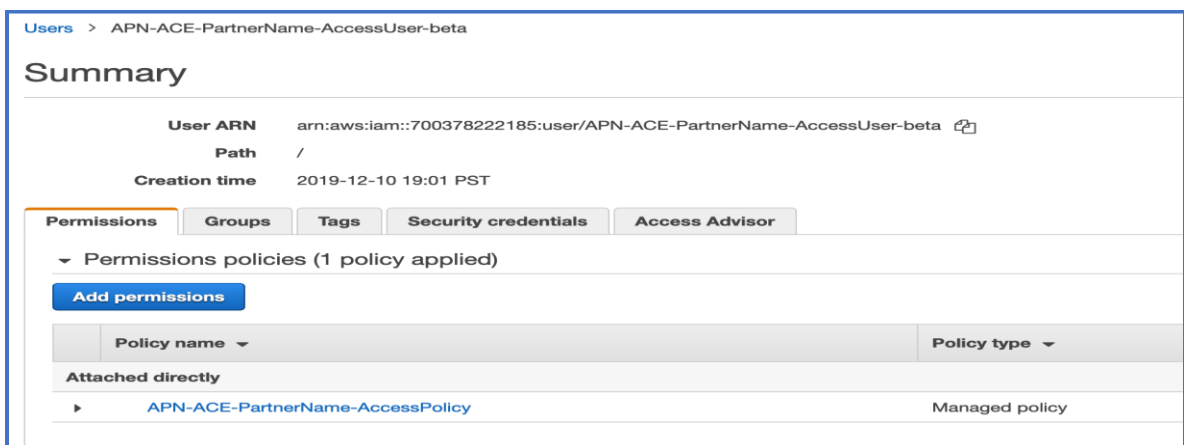 Users > APN-ACE-PartnerName-AccessUser-beta
Summary
User ARN arn:aws:iam::700378222185:user/APN-ACE-PartnerName-AccessUser-beta
Path /
Creation time 2019-12-10 19:01 PST
Permissions Groups Tags Security credentials Access Advisor
Permissions policies (1 policy applied)
Add permissions
Policy name Policy type
Attached directly
APN-ACE-PartnerName-AccessPolicy Managed policy